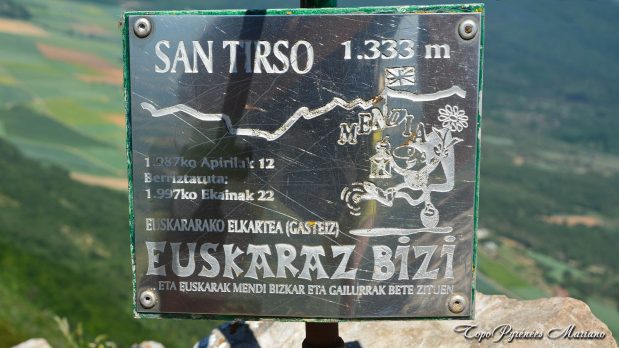 SAN TIRSO 1.333 m
MENDIA
1.987ko Apirilak 12
Berriztatuta:
1.997ko Ekainak 22
EUSKARARAKO ELKARTEA (GASTEIZ)
EUSKARAZ BIZI
... ETA EUSKARAK MENDI BIZKAR ETA GAILURRAK BETE ZITUEN
Topo Pyrénées Mariano